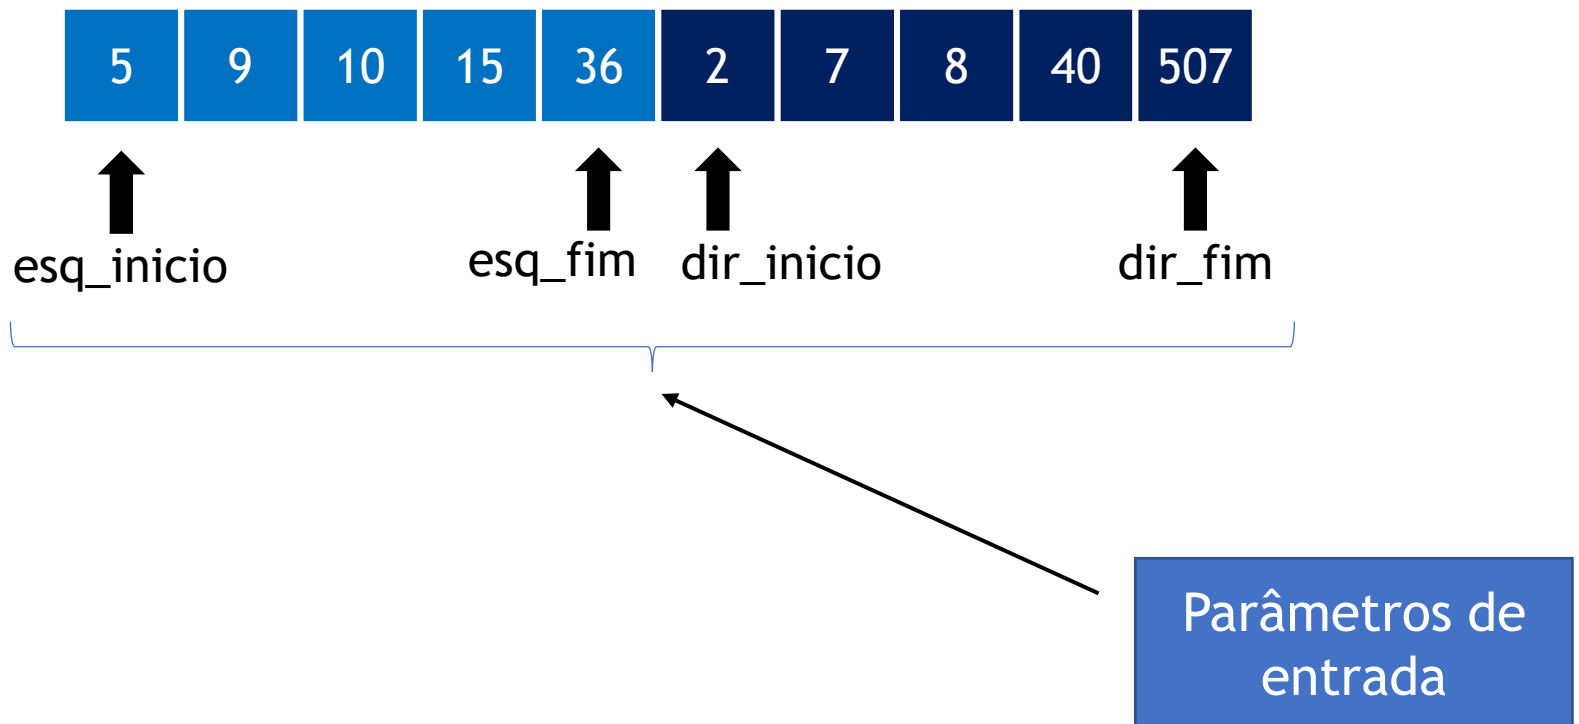 5 9 10 15 36 2 7 8 40 507
esq_inicio esq_fim dir_inicio dir_fim
Parâmetros de
entrada